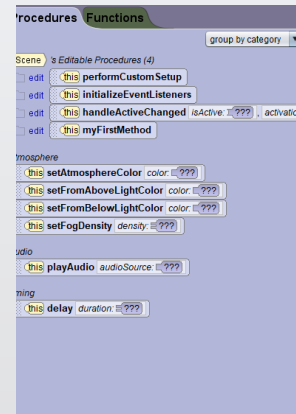 Procedures Functions
group by category
Scene 's Editable Procedures (4)
edit this performCustomSetup
edit this initializeEventListeners
edit this handleActiveChanged isActive: ??? , activatio
edit this myFirstMethod
tmosphere
this setAtmosphereColor color: ???
this setFromAboveLightColor color: ???
this setFromBelowLightColor color: ???
this setFogDensity density: ???
udio
this playAudio audioSource: ???
ming
this delay duration: ???